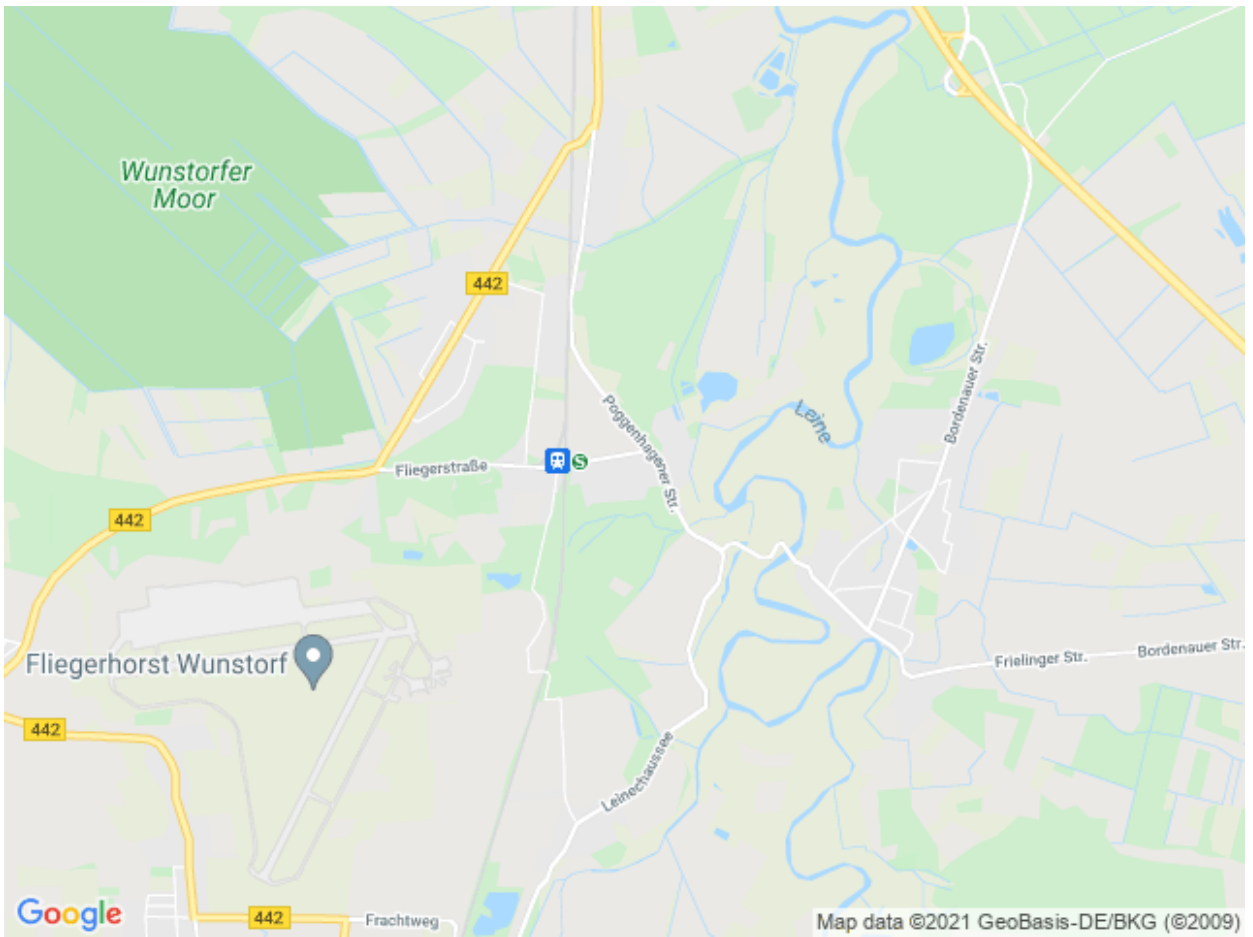 Wunstorfer
Moor
442
Leine
Bordenauer Str.
Poggenhagener Str.
S
Fliegerstraße
442
Fliegerhorst Wunstorf
Frielinger Str.
Bordenauer Str.
442
Leinechaussee
Google
442
Frachtweg
Map data ©2021 GeoBasis-DE/BKG (©2009)